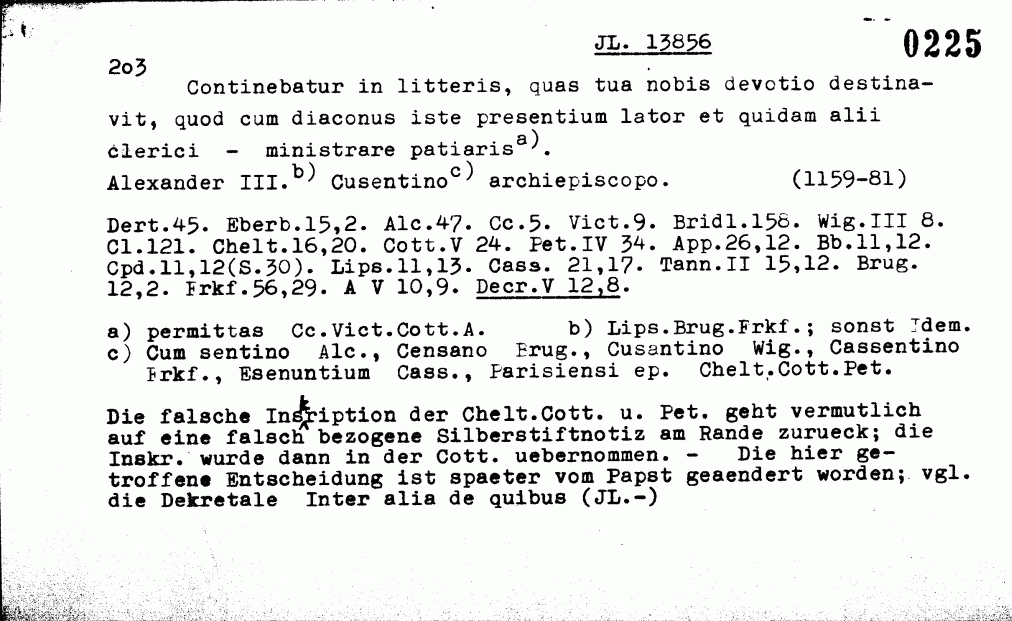 JL. 13856 0225
203
Continebatur in litteris, quas tua nobis devotio destina-
vit, quod cum diaconus iste presentium lator et quidam alii
clerici - ministrare patiaris a).
Alexander III. b) Cusentino c) archiepiscopo. (1159-81)
Dert.45. Eberb.15,2. Alc.47. Cc.5. Vict.9. Bridl.158. Wig.III 8.
Cl.121. Chelt.16,20. Cott.V 24. Pet.IV 34. App.26,12. Bb.11,12.
Cpd.11,12(S.30). Lips.11,13. Cass. 21,17. Tann.II 15,12. Brug.
12,2. Frkf.56,29. A V 10,9. Decr.V 12,8.
a) permittas Cc.Vict.Cott.A. b) Lips.Brug.Frkf.; sonst Idem.
c) Cum sentino Alc., Censano Brug., Cusantino Wig., Cassentino
Frkf., Esenuntium Cass., Parisiensi ep. Chelt.Cott.Pet.
Die falsche Inskription der Chelt.Cott. u. Pet. geht vermutlich
auf eine falsch bezogene Silberstiftnotiz am Rande zurueck; die
Inskr. wurde dann in der Cott. uebernommen. - Die hier ge-
troffene Entscheidung ist spaeter vom Papst geaendert worden; vgl.
die Dekretale Inter alia de quibus (JL.-)